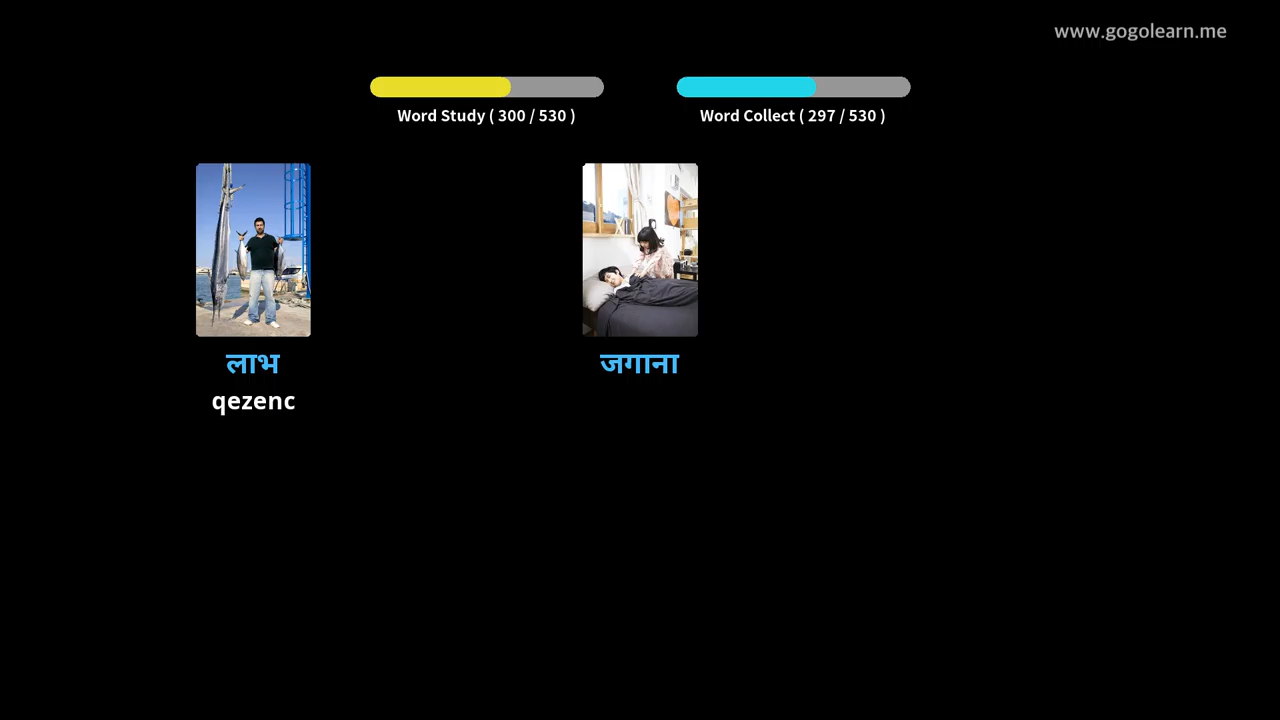 www.gogolearn.me
Word Study ( 300 / 530 )
Word Collect ( 297 / 530 )
लाभ
qezenc
जगाना